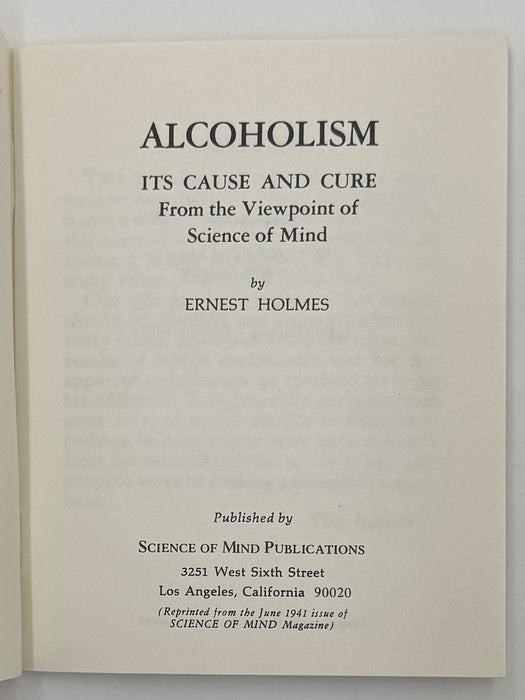 ALCOHOLISM
ITS CAUSE AND CURE
From the Viewpoint of
Science of Mind
by
ERNEST HOLMES
Published by
SCIENCE OF MIND PUBLICATIONS
3251 West Sixth Street
Los Angeles, California 90020
(Reprinted from the June 1941 issue of
SCIENCE OF MIND Magazine)